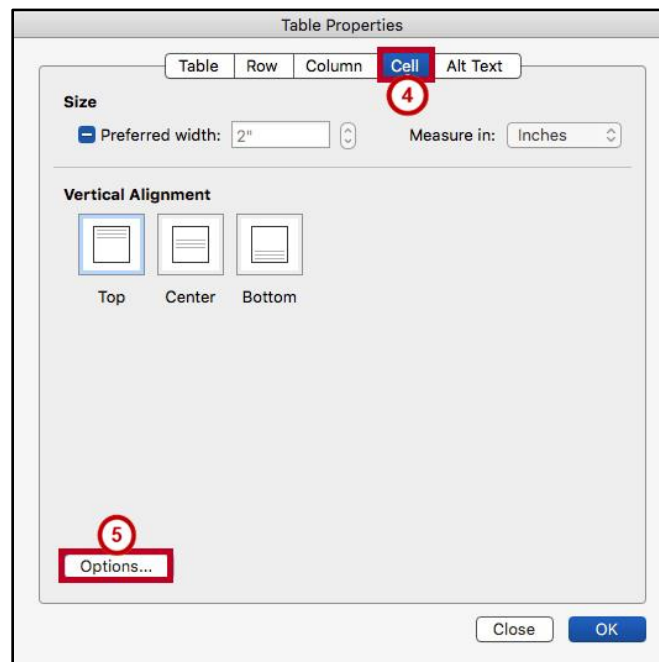 Table Properties
Table Row Column Cell Alt Text
4
Size
Preferred width: 2" Measure in: Inches
Vertical Alignment
Top Center Bottom
5
Options...
Close OK